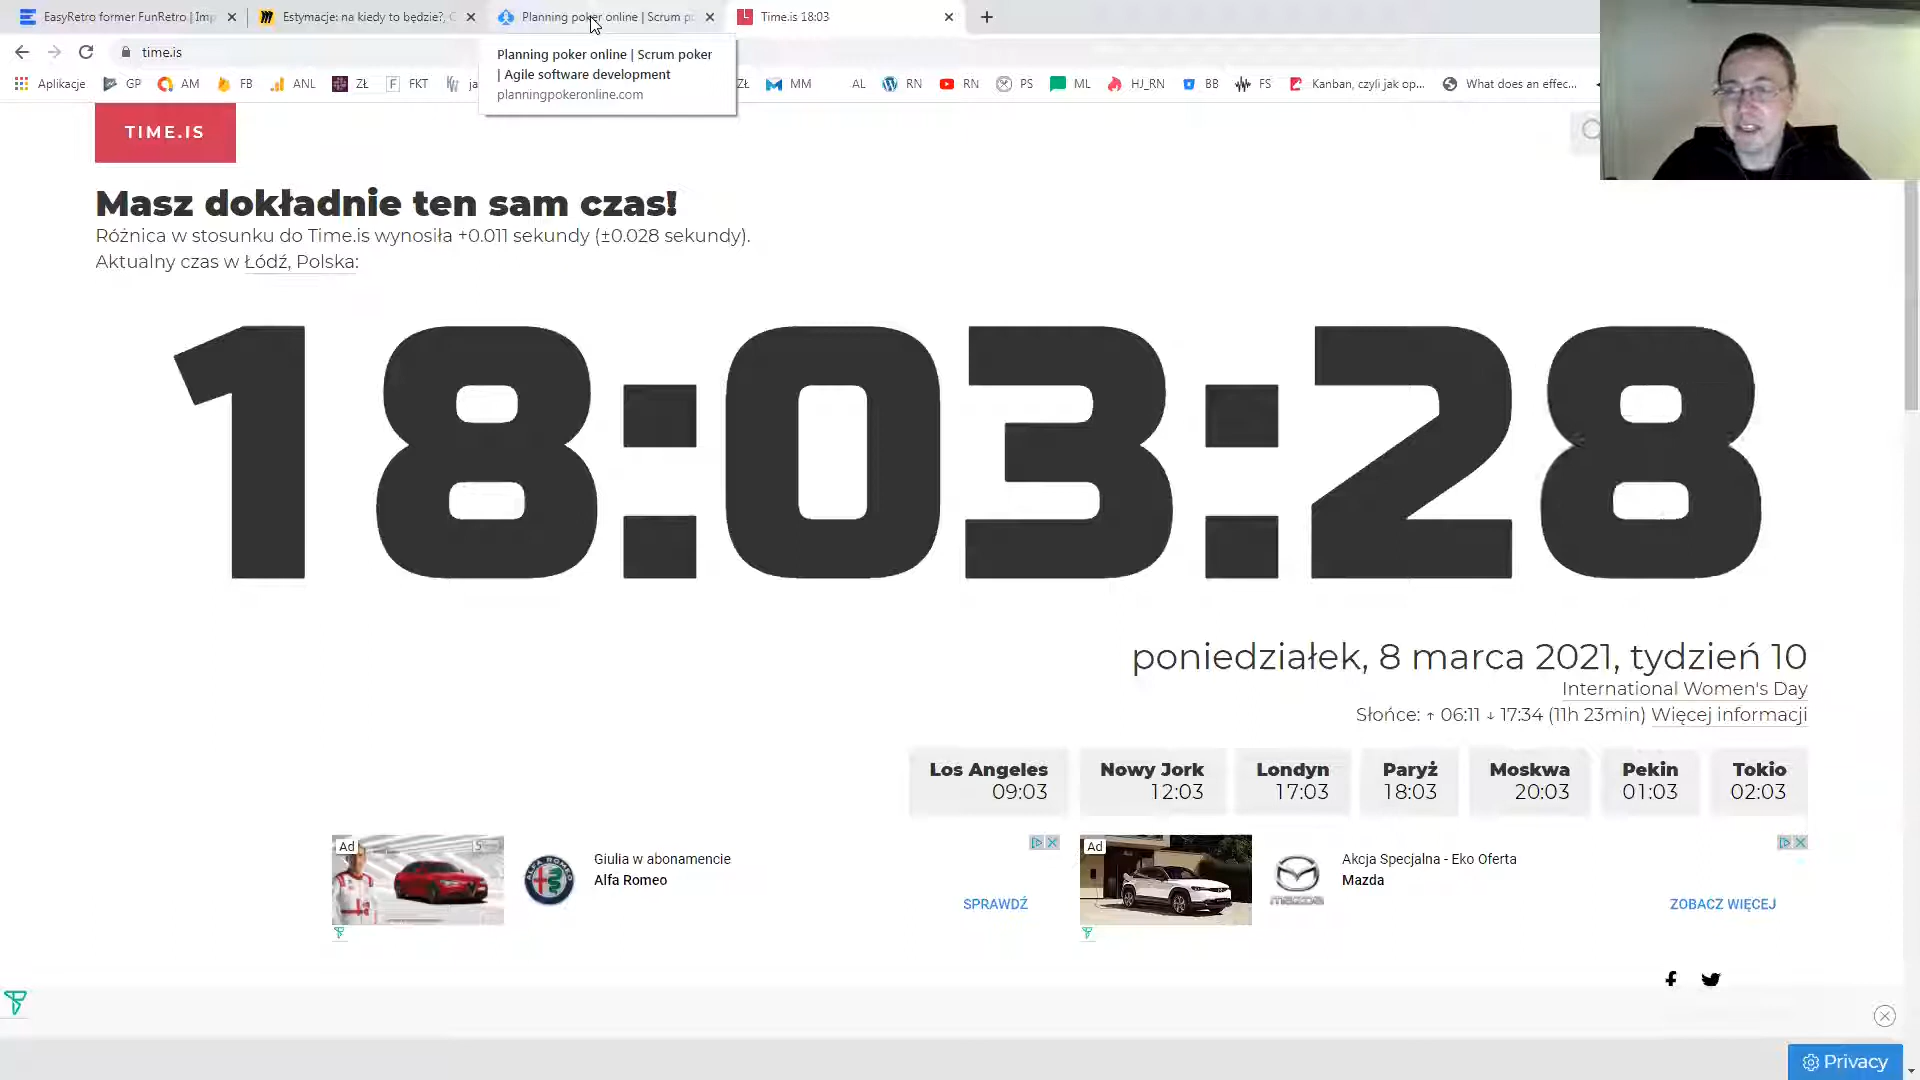 EasyRetro former FunRetro | Imp
Estymacje: na kiedy to będzie?, C
Planning poker online | Scrum p
Time.is 18:03
time.is
Planning poker online | Scrum poker
| Agile software development
planningpokeronline.com
Aplikacje GP AM FB ANL ZŁ FKT ZŁ MM AL RN RN PS ML HJ_RN BB FS Kanban, czyli jak op... What does an effec...
TIME.IS
Masz dokładnie ten sam czas!
Różnica w stosunku do Time.is wynosiła +0.011 sekundy (±0.028 sekundy).
Aktualny czas w Łódź, Polska:
18:03:28
poniedziałek, 8 marca 2021, tydzień 10
International Women's Day
Słońce: ↑ 06:11 ↓ 17:34 (11h 23min) Więcej informacji
Los Angeles Nowy Jork Londyn Paryż Moskwa Pekin Tokio
09:03 12:03 17:03 18:03 20:03 01:03 02:03
Ad
Giulia w abonamencie
Alfa Romeo
ALFA ROMEO
SPRAWDŹ
Ad
Akcja Specjalna - Eko Oferta
Mazda
mazda
ZOBACZ WIĘCEJ
Privacy